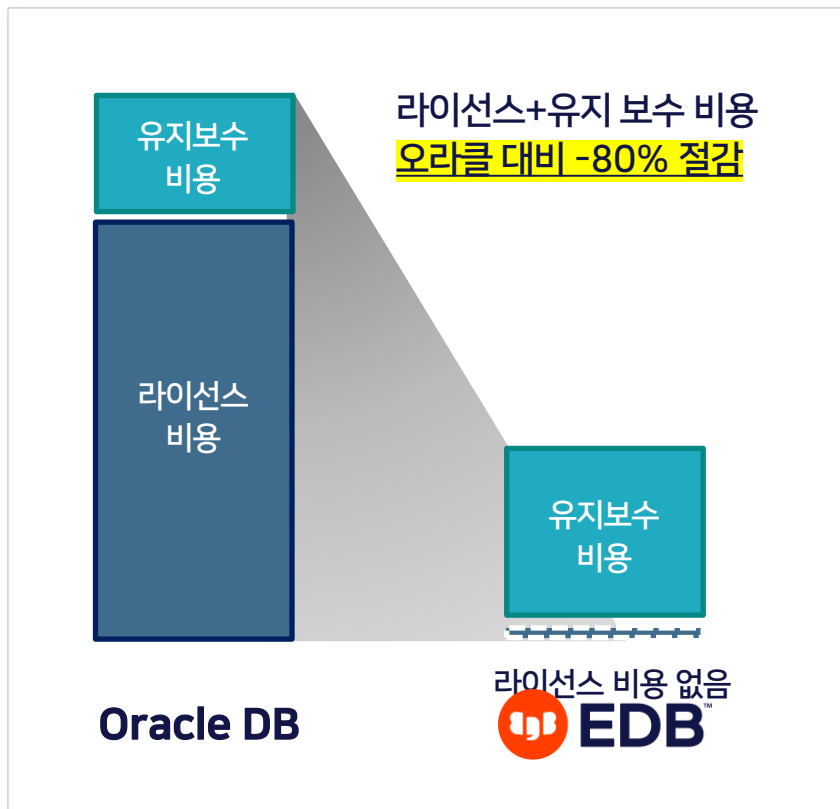 라이선스+유지 보수 비용
오라클 대비 -80% 절감
유지보수
비용
라이선스
비용
유지보수
비용
라이선스 비용 없음
Oracle DB
EDB™